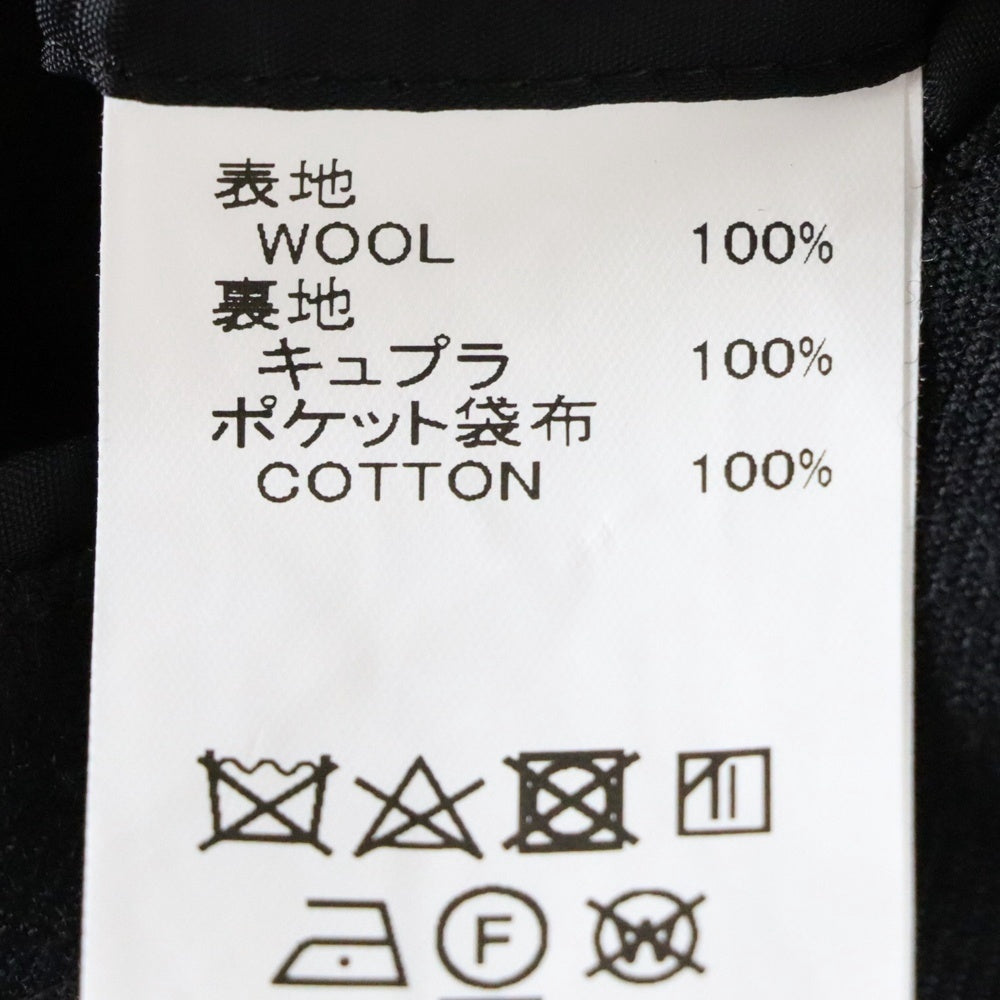 表地
WOOL 100%
裏地
キュプラ 100%
ポケット袋布
COTTON 100%
F W